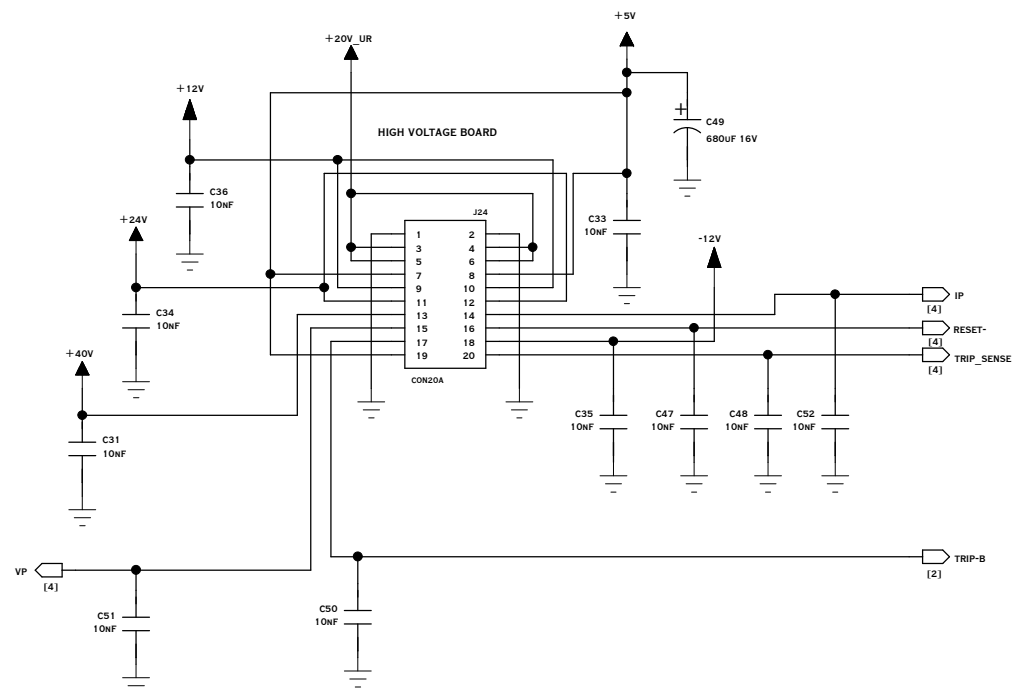 +5V
+20V_UR
+12V
HIGH VOLTAGE BOARD
+
C49
680UF 16V
C36
10NF
J24
+24V
C33
10NF
-12V
1 2
3 4
5 6
7 8
9 10
11 12
13 14
15 16
17 18
19 20
CON20A
IP
[4]
RESET-
[4]
TRIP_SENSE
[4]
C34
10NF
+40V
C31
10NF
C35
10NF
C47
10NF
C48
10NF
C52
10NF
VP
[4]
TRIP-B
[2]
C51
10NF
C50
10NF